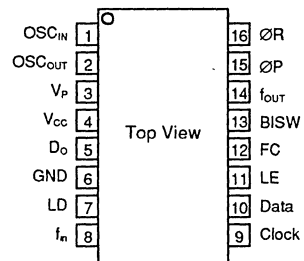 OSC_IN 1 16 ØR
OSC_OUT 2 15 ØP
V_P 3 14 f_OUT
V_CC 4 13 BISW
Top View
D_O 5 12 FC
GND 6 11 LE
LD 7 10 Data
f_in 8 9 Clock